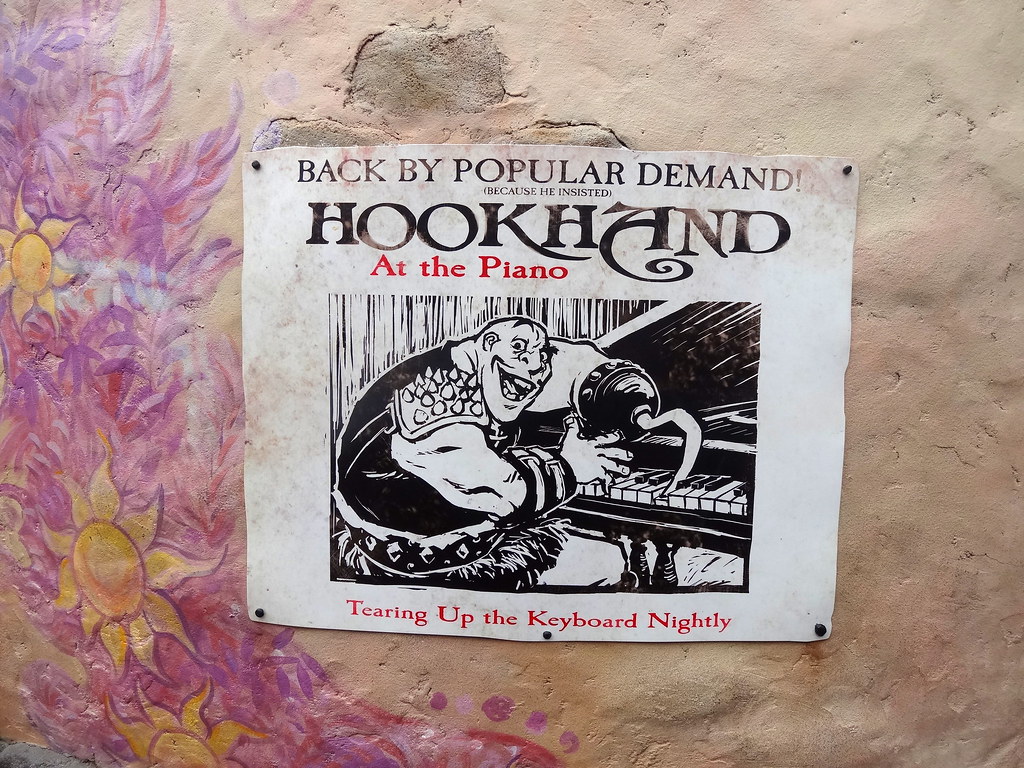 BACK BY POPULAR DEMAND!
(BECAUSE HE INSISTED)
HOOKHAND
At the Piano
Tearing Up the Keyboard Nightly